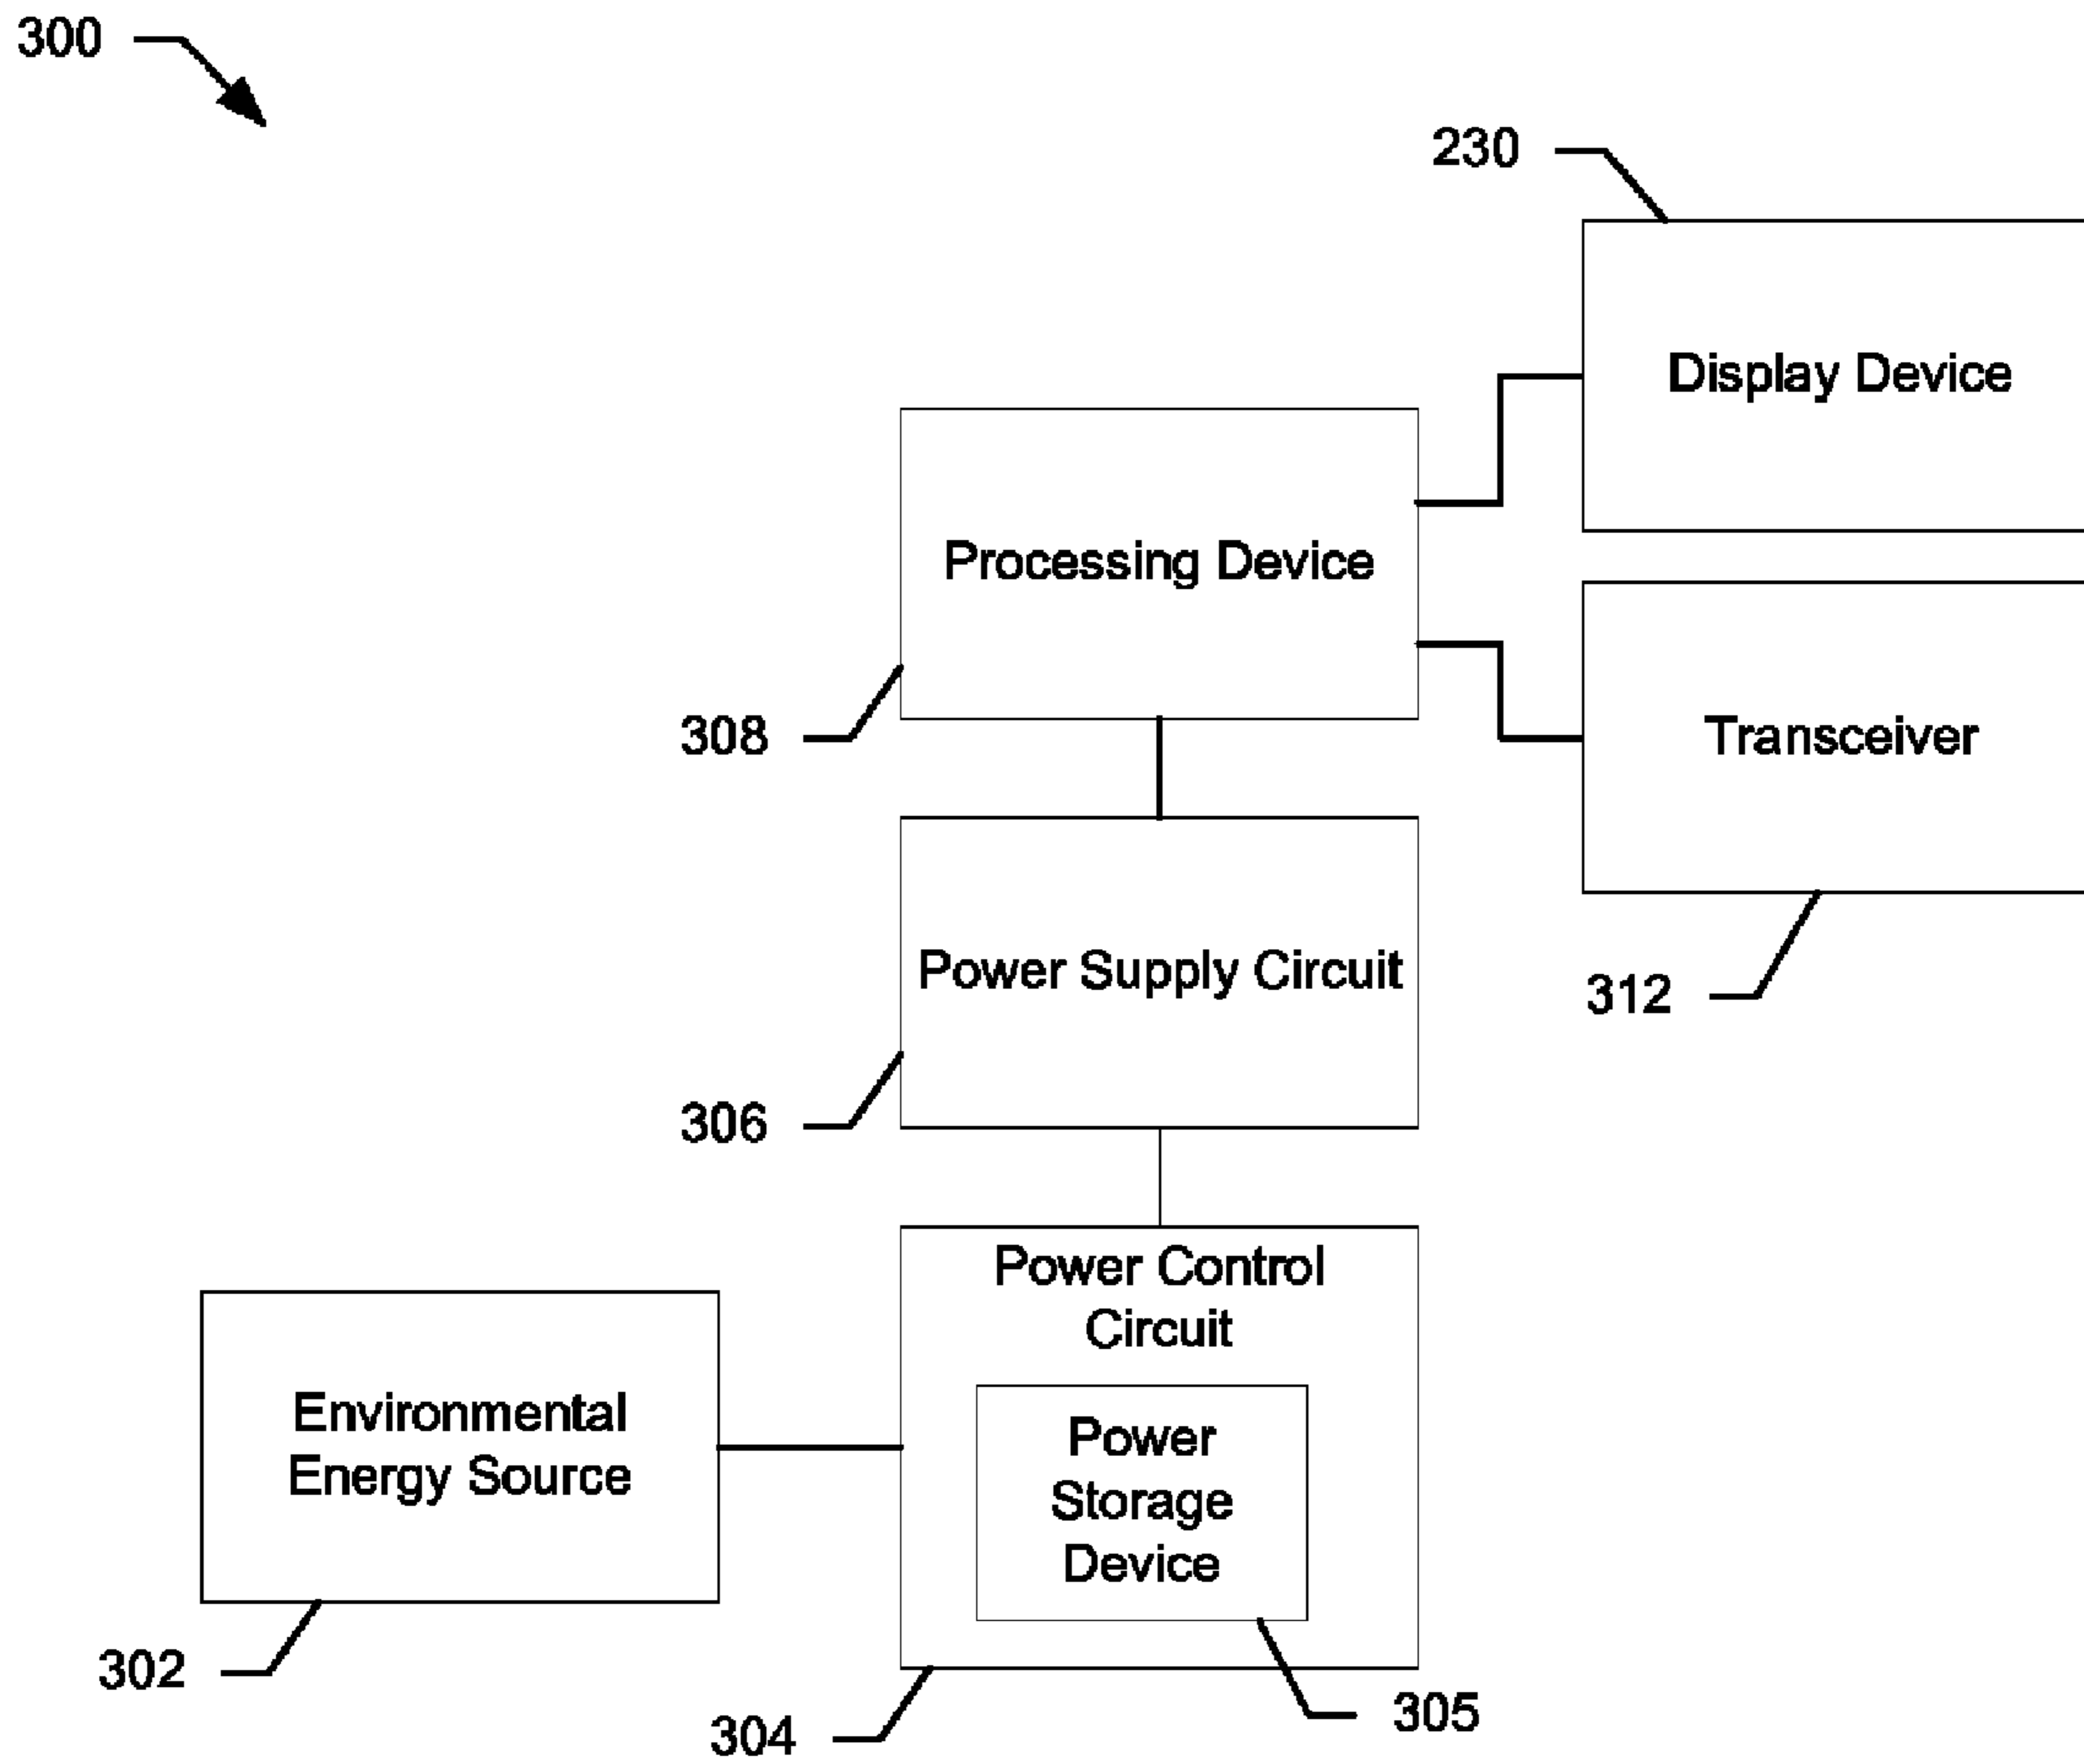 300
230
Display Device
Processing Device
308
Transceiver
312
Power Supply Circuit
306
Power Control
Circuit
Environmental
Energy Source
302
Power
Storage
Device
304
305